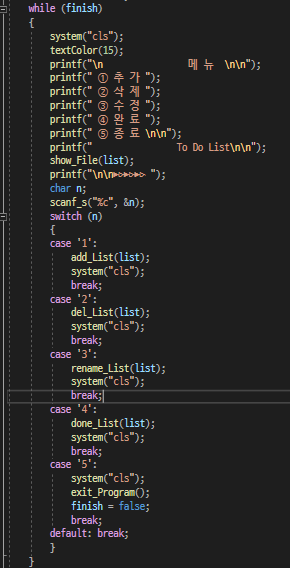 while (finish)
{
system("cls");
textColor(15);
printf("\n 메 뉴 \n\n");
printf(" ① 추 가 ");
printf(" ② 삭 제 ");
printf(" ③ 수 정 ");
printf(" ④ 완 료 ");
printf(" ⑤ 종 료 \n\n");
printf(" To Do List\n\n");
show_File(list);
printf("\n\n▶▷▶▷▶▷ ");
char n;
scanf_s("%c", &n);
switch (n)
{
case '1':
add_List(list);
system("cls");
break;
case '2':
del_List(list);
system("cls");
break;
case '3':
rename_List(list);
system("cls");
break;
case '4':
done_List(list);
system("cls");
break;
case '5':
system("cls");
exit_Program();
finish = false;
break;
default: break;
}
}